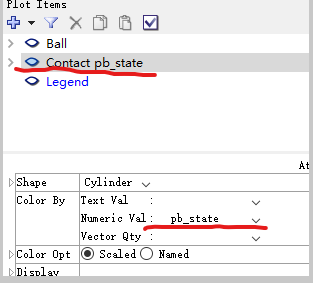 Plot Items
Ball
Contact pb_state
Legend
At
Shape Cylinder
Color By Text Val :
Numeric Val: pb_state
Vector Qty :
Color Opt Scaled Named
Display